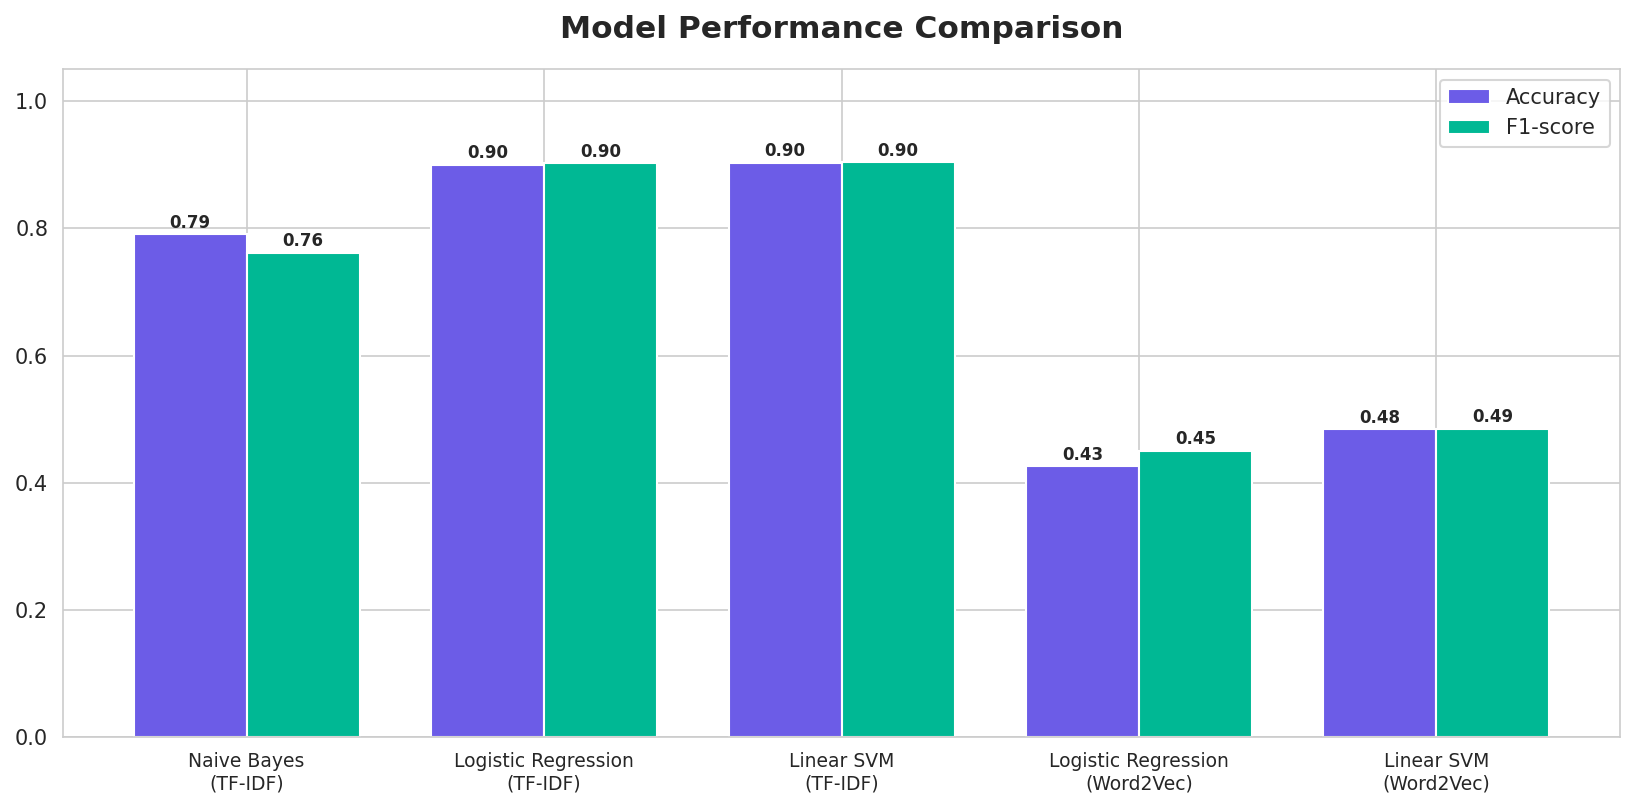 Model Performance Comparison
Accuracy
F1-score
1.0
0.8
0.6
0.4
0.2
0.0
0.79
0.76
0.90
0.90
0.90
0.90
0.43
0.45
0.48
0.49
Naive Bayes
(TF-IDF)
Logistic Regression
(TF-IDF)
Linear SVM
(TF-IDF)
Logistic Regression
(Word2Vec)
Linear SVM
(Word2Vec)